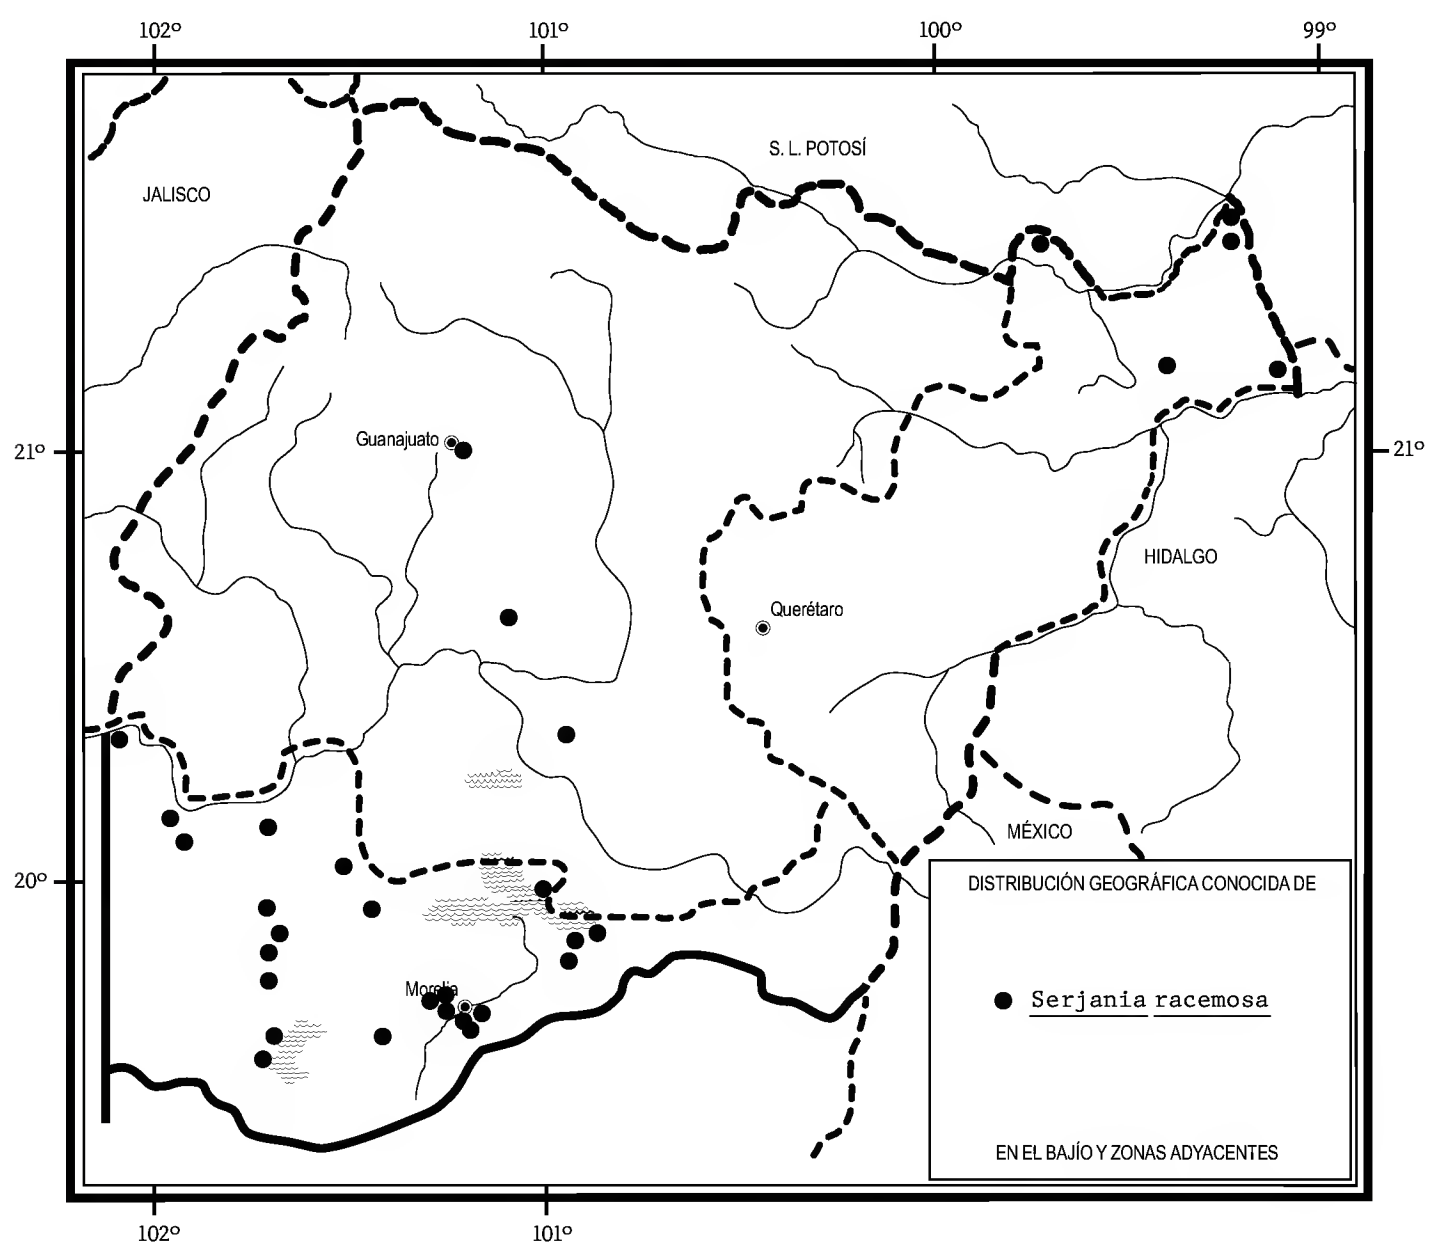 102º 101º 100º 99º
S. L. POTOSÍ
JALISCO
Guanajuato
21º 21º
HIDALGO
Querétaro
MÉXICO
20º
DISTRIBUCIÓN GEOGRÁFICA CONOCIDA DE
Morelia
Serjania racemosa
EN EL BAJÍO Y ZONAS ADYACENTES
102º 101º